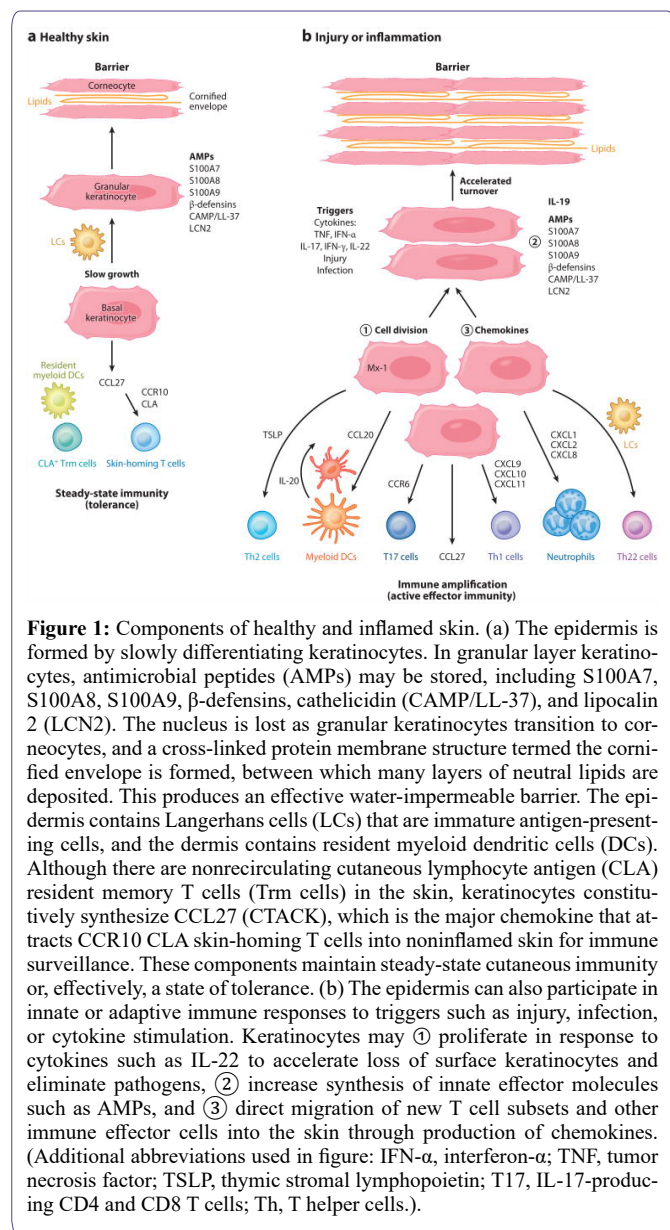 a Healthy skin
Barrier
Corneocyte
Lipids
Cornified
envelope
Granular
keratinocyte
AMPs
S100A7
S100A8
S100A9
β-defensins
CAMP/LL-37
LCN2
LCs
Slow growth
Basal
keratinocyte
Resident
myeloid DCs
CCL27
CCR10
CLA
CLA+ Trm cells
Skin-homing T cells
Steady-state immunity
(tolerance)
b Injury or inflammation
Barrier
Lipids
Accelerated
turnover
Triggers
Cytokines:
TNF, IFN-α
IL-17, IFN-γ, IL-22
Injury
Infection
IL-19
AMPs
② S100A7
S100A8
S100A9
β-defensins
CAMP/LL-37
LCN2
① Cell division
③ Chemokines
Mx-1
TSLP
IL-20
CCL20
CCR6
CCL27
CXCL9
CXCL10
CXCL11
CXCL1
CXCL2
CXCL8
LCs
Th2 cells
Myeloid DCs
T17 cells
Th1 cells
Neutrophils
Th22 cells
Immune amplification
(active effector immunity)
Figure 1: Components of healthy and inflamed skin. (a) The epidermis is
formed by slowly differentiating keratinocytes. In granular layer keratino-
cytes, antimicrobial peptides (AMPs) may be stored, including S100A7,
S100A8, S100A9, β-defensins, cathelicidin (CAMP/LL-37), and lipocalin
2 (LCN2). The nucleus is lost as granular keratinocytes transition to cor-
neocytes, and a cross-linked protein membrane structure termed the corni-
fied envelope is formed, between which many layers of neutral lipids are
deposited. This produces an effective water-impermeable barrier. The epi-
dermis contains Langerhans cells (LCs) that are immature antigen-present-
ing cells, and the dermis contains resident myeloid dendritic cells (DCs).
Although there are nonrecirculating cutaneous lymphocyte antigen (CLA)
resident memory T cells (Trm cells) in the skin, keratinocytes constitu-
tively synthesize CCL27 (CTACK), which is the major chemokine that at-
tracts CCR10 CLA skin-homing T cells into noninflamed skin for immune
surveillance. These components maintain steady-state cutaneous immunity
or, effectively, a state of tolerance. (b) The epidermis can also participate in
innate or adaptive immune responses to triggers such as injury, infection,
or cytokine stimulation. Keratinocytes may ① proliferate in response to
cytokines such as IL-22 to accelerate loss of surface keratinocytes and
eliminate pathogens, ② increase synthesis of innate effector molecules
such as AMPs, and ③ direct migration of new T cell subsets and other
immune effector cells into the skin through production of chemokines.
(Additional abbreviations used in figure: IFN-α, interferon-α; TNF, tumor
necrosis factor; TSLP, thymic stromal lymphopoietin; T17, IL-17-produc-
ing CD4 and CD8 T cells; Th, T helper cells.).